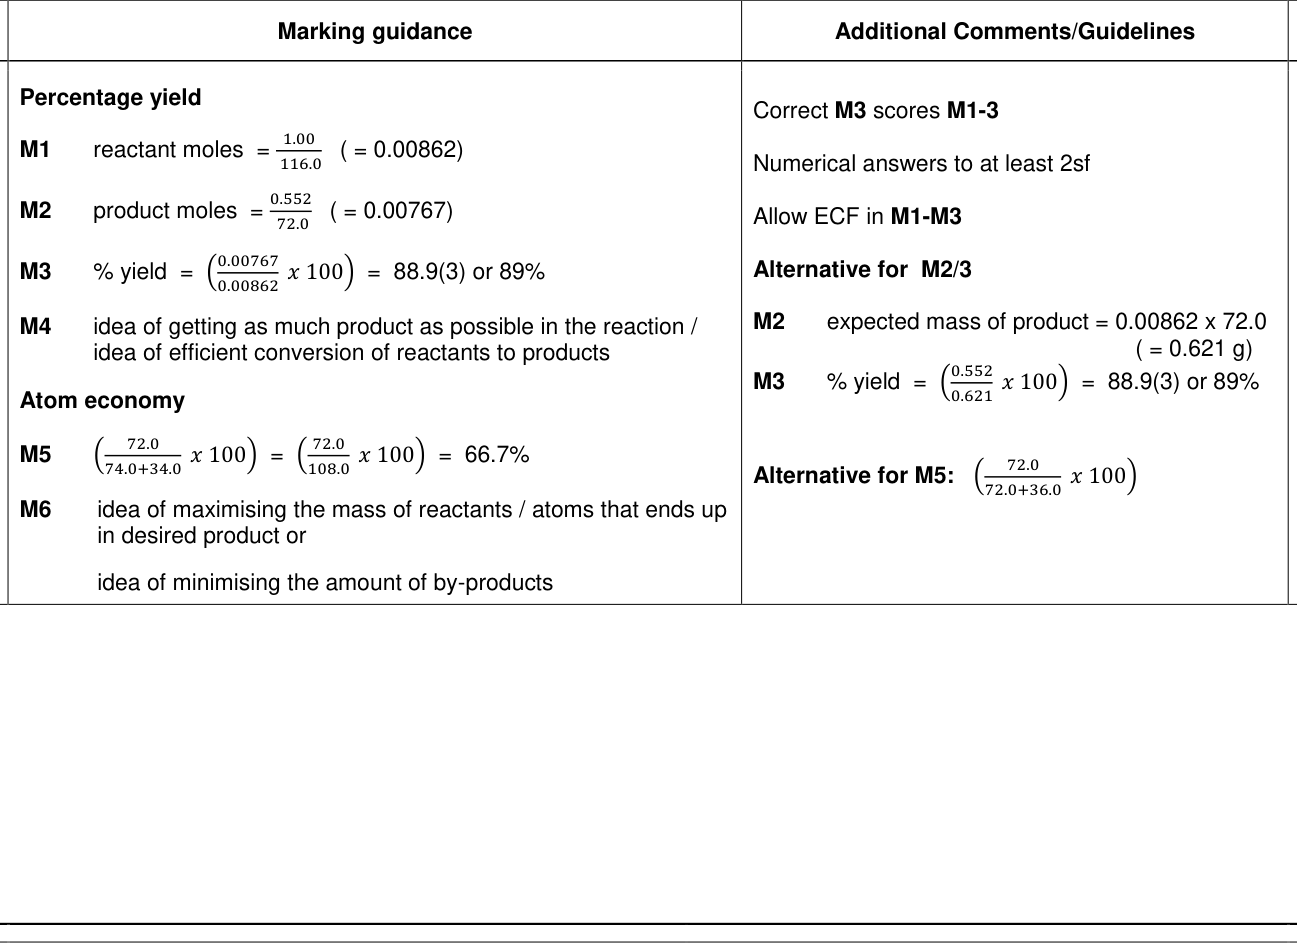 Marking guidance
Additional Comments/Guidelines
Percentage yield
M1 reactant moles = 1.00/116.0 ( = 0.00862)
M2 product moles = 0.552/72.0 ( = 0.00767)
M3 % yield = (0.00767/0.00862 x 100) = 88.9(3) or 89%
M4 idea of getting as much product as possible in the reaction /
idea of efficient conversion of reactants to products
Atom economy
M5 (72.0/74.0+34.0 x 100) = (72.0/108.0 x 100) = 66.7%
M6 idea of maximising the mass of reactants / atoms that ends up
in desired product or
idea of minimising the amount of by-products
Correct M3 scores M1-3
Numerical answers to at least 2sf
Allow ECF in M1-M3
Alternative for M2/3
M2 expected mass of product = 0.00862 x 72.0
( = 0.621 g)
M3 % yield = (0.552/0.621 x 100) = 88.9(3) or 89%
Alternative for M5: (72.0/72.0+36.0 x 100)